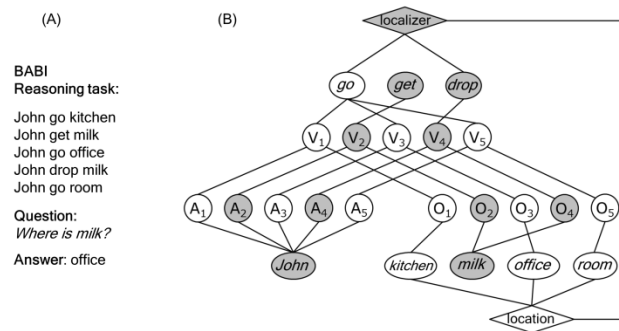 (A)
(B)
BABI
Reasoning task:
John go kitchen
John get milk
John go office
John drop milk
John go room
Question:
Where is milk?
Answer: office
localizer
go get drop
V1 V2 V3 V4 V5
A1 A2 A3 A4 A5 O1 O2 O3 O4 O5
John kitchen milk office room
location